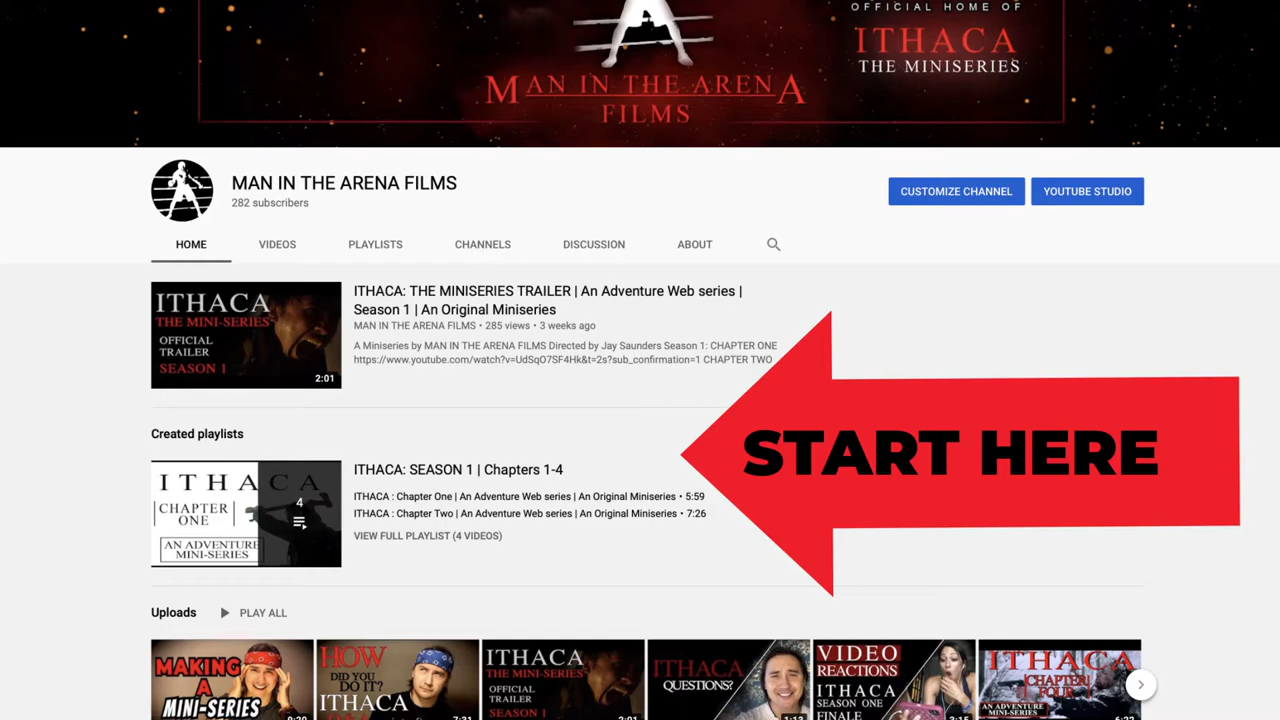 OFFICIAL HOME OF
ITHACA
THE MINISERIES
MAN IN THE ARENA
FILMS
MAN IN THE ARENA FILMS
282 subscribers
CUSTOMIZE CHANNEL
YOUTUBE STUDIO
HOME
VIDEOS
PLAYLISTS
CHANNELS
DISCUSSION
ABOUT
ITHACA
THE MINI-SERIES
OFFICIAL
TRAILER
SEASON 1
2:01
ITHACA: THE MINISERIES TRAILER | An Adventure Web series |
Season 1 | An Original Miniseries
MAN IN THE ARENA FILMS • 285 views • 3 weeks ago
A Miniseries by MAN IN THE ARENA FILMS Directed by Jay Saunders Season 1: CHAPTER ONE
https://www.youtube.com/watch?v=UdSqO7SF4Hk&t=2s?sub_confirmation=1 CHAPTER TWO
START HERE
Created playlists
ITHACA
CHAPTER
ONE
AN ADVENTURE
MINI-SERIES
4
ITHACA: SEASON 1 | Chapters 1-4
ITHACA : Chapter One | An Adventure Web series | An Original Miniseries • 5:59
ITHACA : Chapter Two | An Adventure Web series | An Original Miniseries • 7:26
VIEW FULL PLAYLIST (4 VIDEOS)
Uploads
PLAY ALL
MAKING
A
MINI-SERIES
HOW
DID YOU
DO IT?
ITHACA
ITHACA
THE MINI-SERIES
OFFICIAL
TRAILER
SEASON 1
2:01
ITHACA
QUESTIONS?
1:13
VIDEO
REACTIONS
ITHACA
SEASON ONE
FINALE
3:15
ITHACA
CHAPTER
FOUR
AN ADVENTURE
MINI-SERIES
6:22